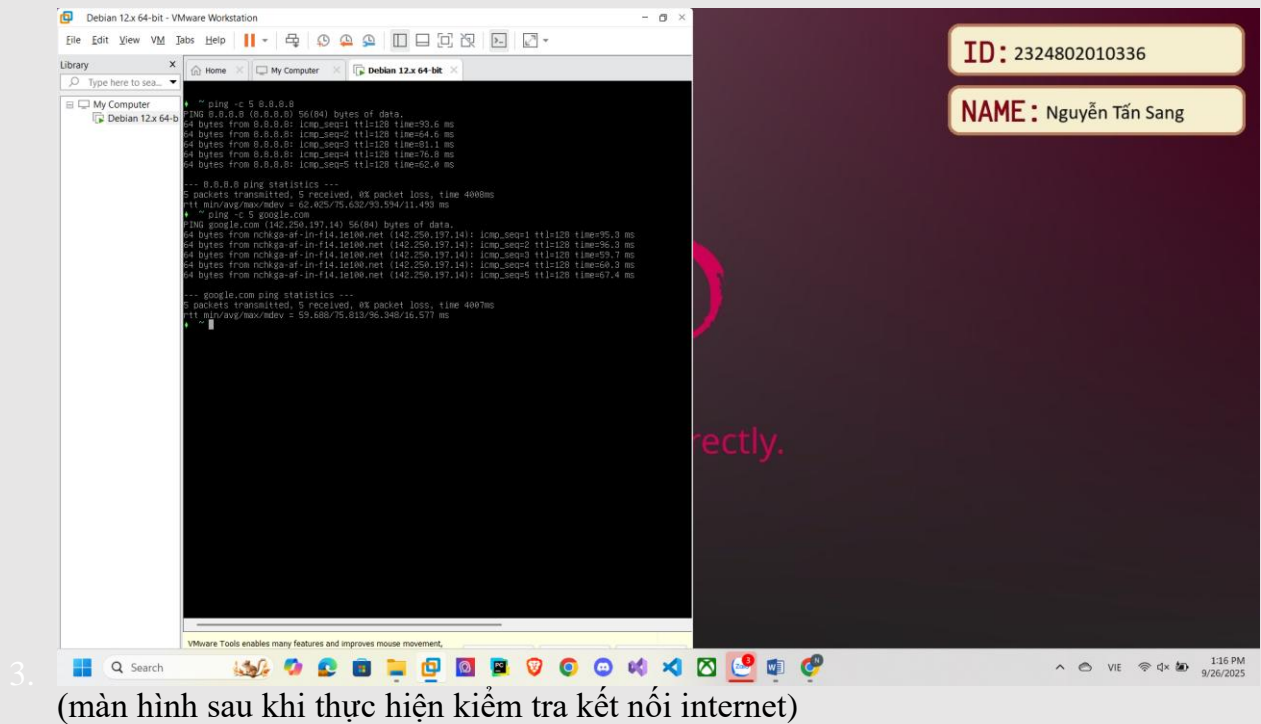 Debian 12.x 64-bit - VMware Workstation
File Edit View VM Tabs Help
Library
Type here to sea...
Home
My Computer
Debian 12.x 64-bit
My Computer
Debian 12.x 64-b
~ ping -c 5 8.8.8.8
PING 8.8.8.8 (8.8.8.8) 56(84) bytes of data.
64 bytes from 8.8.8.8: icmp_seq=1 ttl=128 time=93.6 ms
64 bytes from 8.8.8.8: icmp_seq=2 ttl=128 time=64.6 ms
64 bytes from 8.8.8.8: icmp_seq=3 ttl=128 time=81.1 ms
64 bytes from 8.8.8.8: icmp_seq=4 ttl=128 time=76.8 ms
64 bytes from 8.8.8.8: icmp_seq=5 ttl=128 time=62.0 ms
--- 8.8.8.8 ping statistics ---
5 packets transmitted, 5 received, 0% packet loss, time 4008ms
rtt min/avg/max/mdev = 62.025/75.632/93.594/11.493 ms
~ ping -c 5 google.com
PING google.com (142.250.197.14) 56(84) bytes of data.
64 bytes from nchkga-af-in-f14.1e100.net (142.250.197.14): icmp_seq=1 ttl=128 time=95.3 ms
64 bytes from nchkga-af-in-f14.1e100.net (142.250.197.14): icmp_seq=2 ttl=128 time=96.3 ms
64 bytes from nchkga-af-in-f14.1e100.net (142.250.197.14): icmp_seq=3 ttl=128 time=59.7 ms
64 bytes from nchkga-af-in-f14.1e100.net (142.250.197.14): icmp_seq=4 ttl=128 time=60.3 ms
64 bytes from nchkga-af-in-f14.1e100.net (142.250.197.14): icmp_seq=5 ttl=128 time=67.4 ms
--- google.com ping statistics ---
5 packets transmitted, 5 received, 0% packet loss, time 4007ms
rtt min/avg/max/mdev = 59.688/75.813/96.348/16.577 ms
~
VMware Tools enables many features and improves mouse movement,
ID: 2324802010336
NAME: Nguyễn Tấn Sang
ectly.
Search
VIE
1:16 PM
9/26/2025
3.
(màn hình sau khi thực hiện kiểm tra kết nối internet)